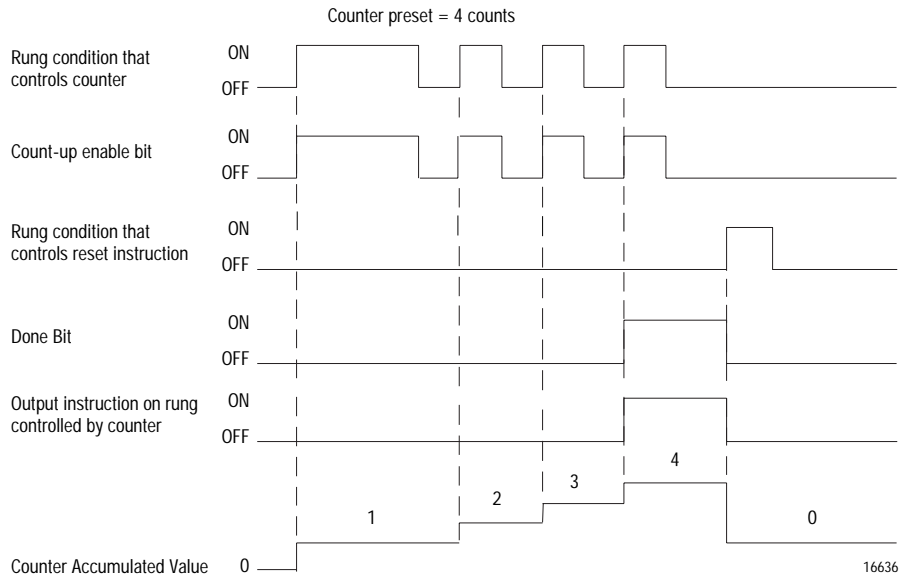 Counter preset = 4 counts
Rung condition that
controls counter
ON
OFF
Count-up enable bit
ON
OFF
Rung condition that
controls reset instruction
ON
OFF
Done Bit
ON
OFF
Output instruction on rung
controlled by counter
ON
OFF
1
2
3
4
0
Counter Accumulated Value
0
16636